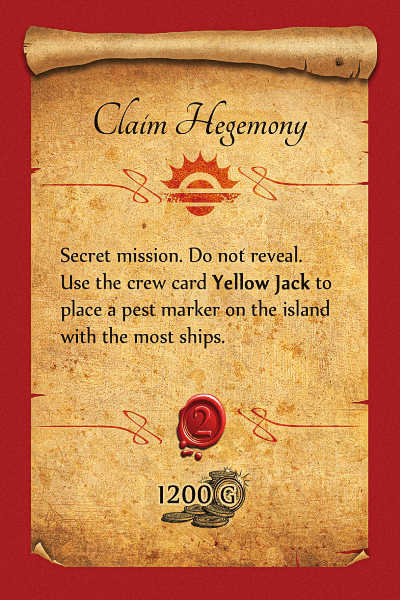 Claim Hegemony
Secret mission. Do not reveal.
Use the crew card Yellow Jack to
place a pest marker on the island
with the most ships.
2
1200 G